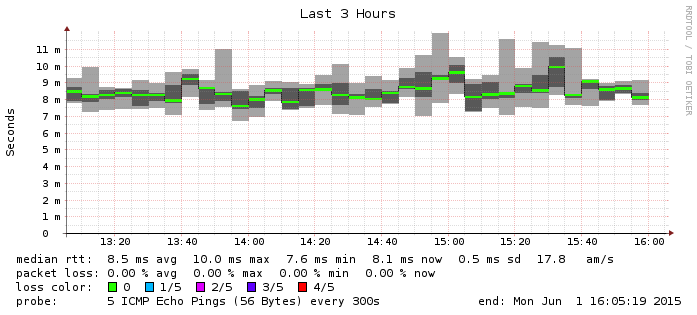 Last 3 Hours
RRDTOOL / TOBI OETIKER
Seconds
11 m
10 m
9 m
8 m
7 m
6 m
5 m
4 m
3 m
2 m
1 m
0
13:20 13:40 14:00 14:20 14:40 15:00 15:20 15:40 16:00
median rtt: 8.5 ms avg 10.0 ms max 7.6 ms min 8.1 ms now 0.5 ms sd 17.8 am/s
packet loss: 0.00 % avg 0.00 % max 0.00 % min 0.00 % now
loss color: 0 1/5 2/5 3/5 4/5
probe: 5 ICMP Echo Pings (56 Bytes) every 300s end: Mon Jun 1 16:05:19 2015